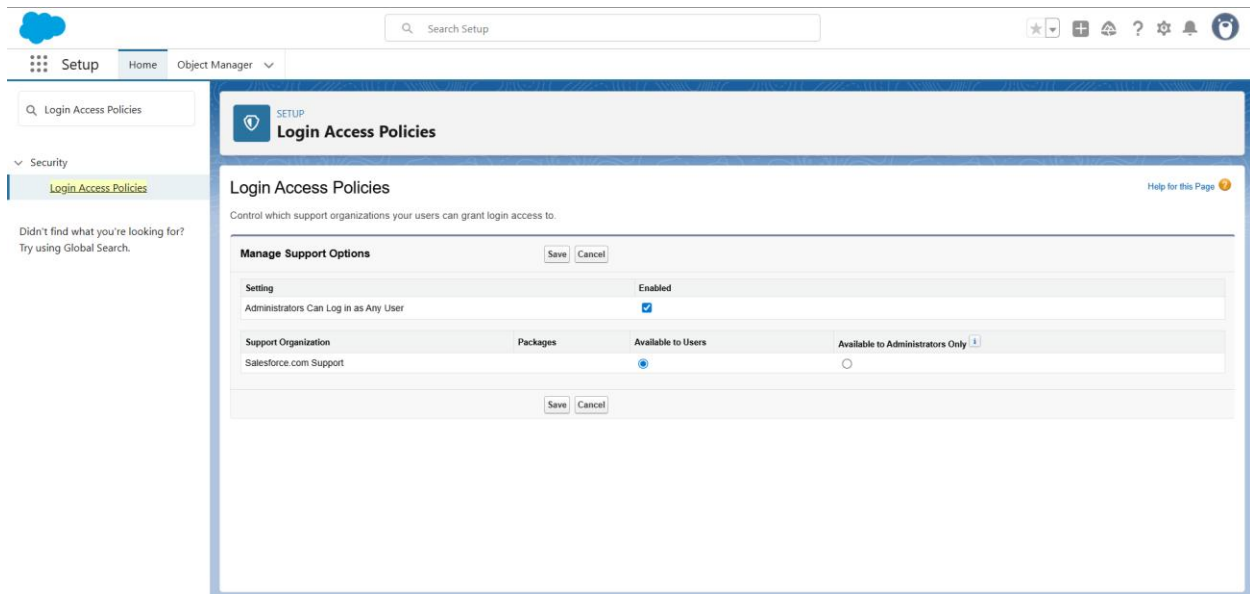 Search Setup
Setup Home Object Manager
Login Access Policies
Security
Login Access Policies
Didn't find what you're looking for?
Try using Global Search.
SETUP
Login Access Policies
Login Access Policies
Help for this Page ?
Control which support organizations your users can grant login access to.
Manage Support Options Save Cancel
Setting Enabled
Administrators Can Log in as Any User
Support Organization Packages Available to Users Available to Administrators Only i
Salesforce.com Support
Save Cancel